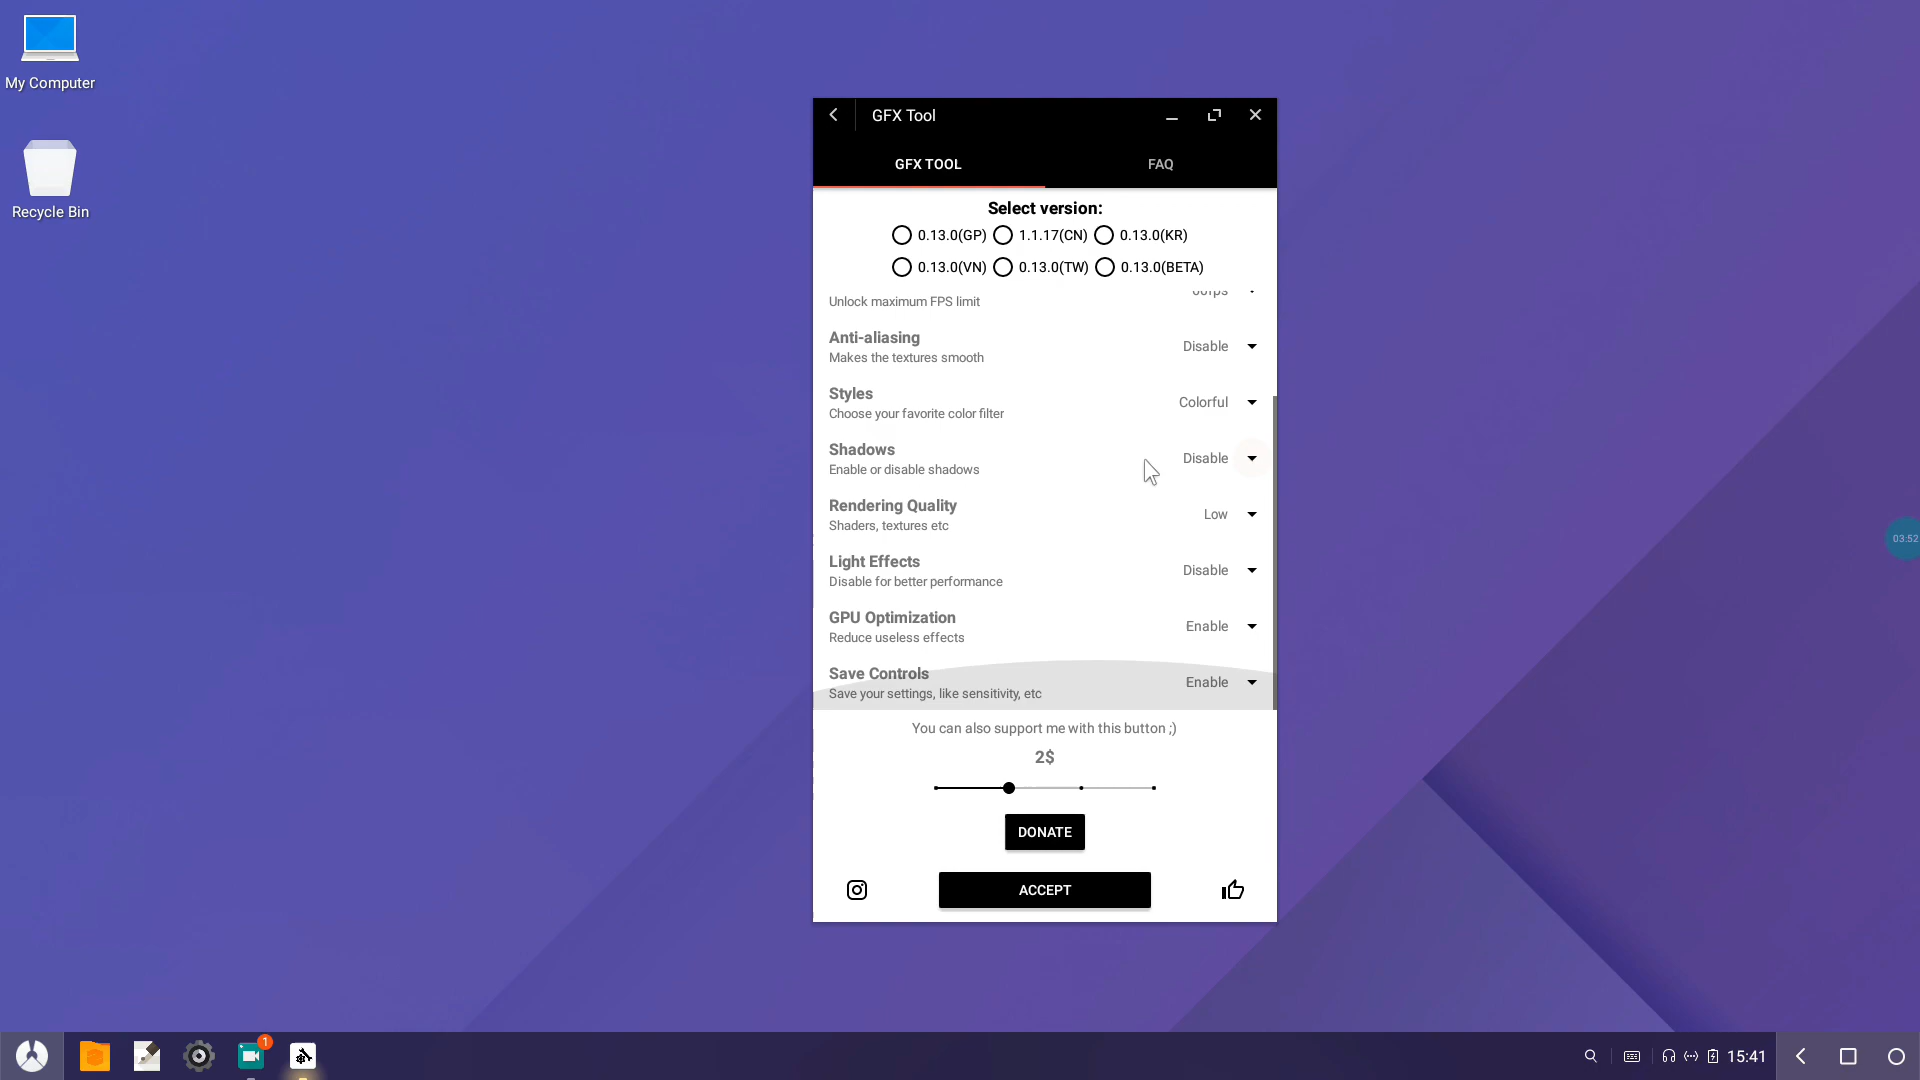 My Computer
Recycle Bin
GFX Tool
GFX TOOL
FAQ
Select version:
0.13.0(GP) 1.1.17(CN) 0.13.0(KR)
0.13.0(VN) 0.13.0(TW) 0.13.0(BETA)
Unlock maximum FPS limit
Anti-aliasing
Makes the textures smooth
Disable
Styles
Choose your favorite color filter
Colorful
Shadows
Enable or disable shadows
Disable
Rendering Quality
Shaders, textures etc
Low
Light Effects
Disable for better performance
Disable
GPU Optimization
Reduce useless effects
Enable
Save Controls
Save your settings, like sensitivity, etc
Enable
You can also support me with this button ;)
2$
DONATE
ACCEPT
03:52
1
15:41